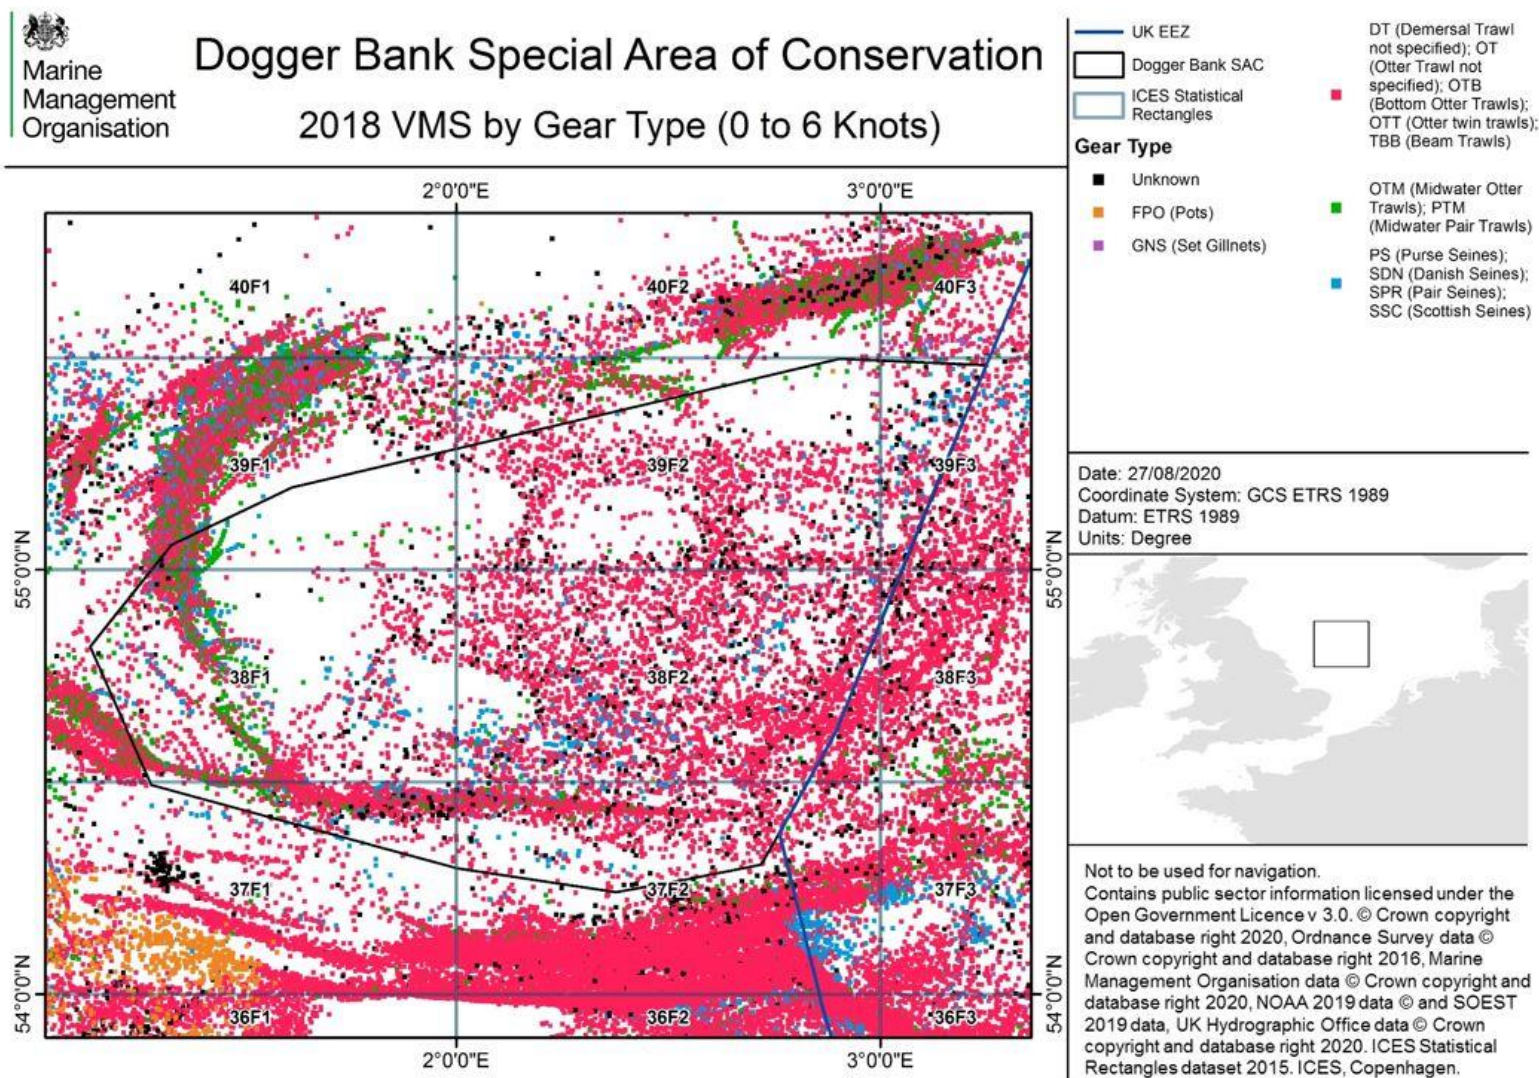 Marine
Management
Organisation
Dogger Bank Special Area of Conservation
2018 VMS by Gear Type (0 to 6 Knots)
UK EEZ
Dogger Bank SAC
ICES Statistical
Rectangles
Gear Type
Unknown
FPO (Pots)
GNS (Set Gillnets)
DT (Demersal Trawl
not specified); OT
(Otter Trawl not
specified); OTB
(Bottom Otter Trawls);
OTT (Otter twin trawls);
TBB (Beam Trawls)
OTM (Midwater Otter
Trawls); PTM
(Midwater Pair Trawls)
PS (Purse Seines);
SDN (Danish Seines);
SPR (Pair Seines);
SSC (Scottish Seines)
2°0'0"E
3°0'0"E
40F1
40F2
40F3
39F1
39F2
39F3
55°0'0"N
55°0'0"N
38F1
38F2
38F3
37F1
37F2
37F3
54°0'0"N
54°0'0"N
36F1
36F2
36F3
2°0'0"E
3°0'0"E
Date: 27/08/2020
Coordinate System: GCS ETRS 1989
Datum: ETRS 1989
Units: Degree
Not to be used for navigation.
Contains public sector information licensed under the
Open Government Licence v 3.0. © Crown copyright
and database right 2020, Ordnance Survey data ©
Crown copyright and database right 2016, Marine
Management Organisation data © Crown copyright and
database right 2020, NOAA 2019 data © and SOEST
2019 data, UK Hydrographic Office data © Crown
copyright and database right 2020. ICES Statistical
Rectangles dataset 2015. ICES, Copenhagen.